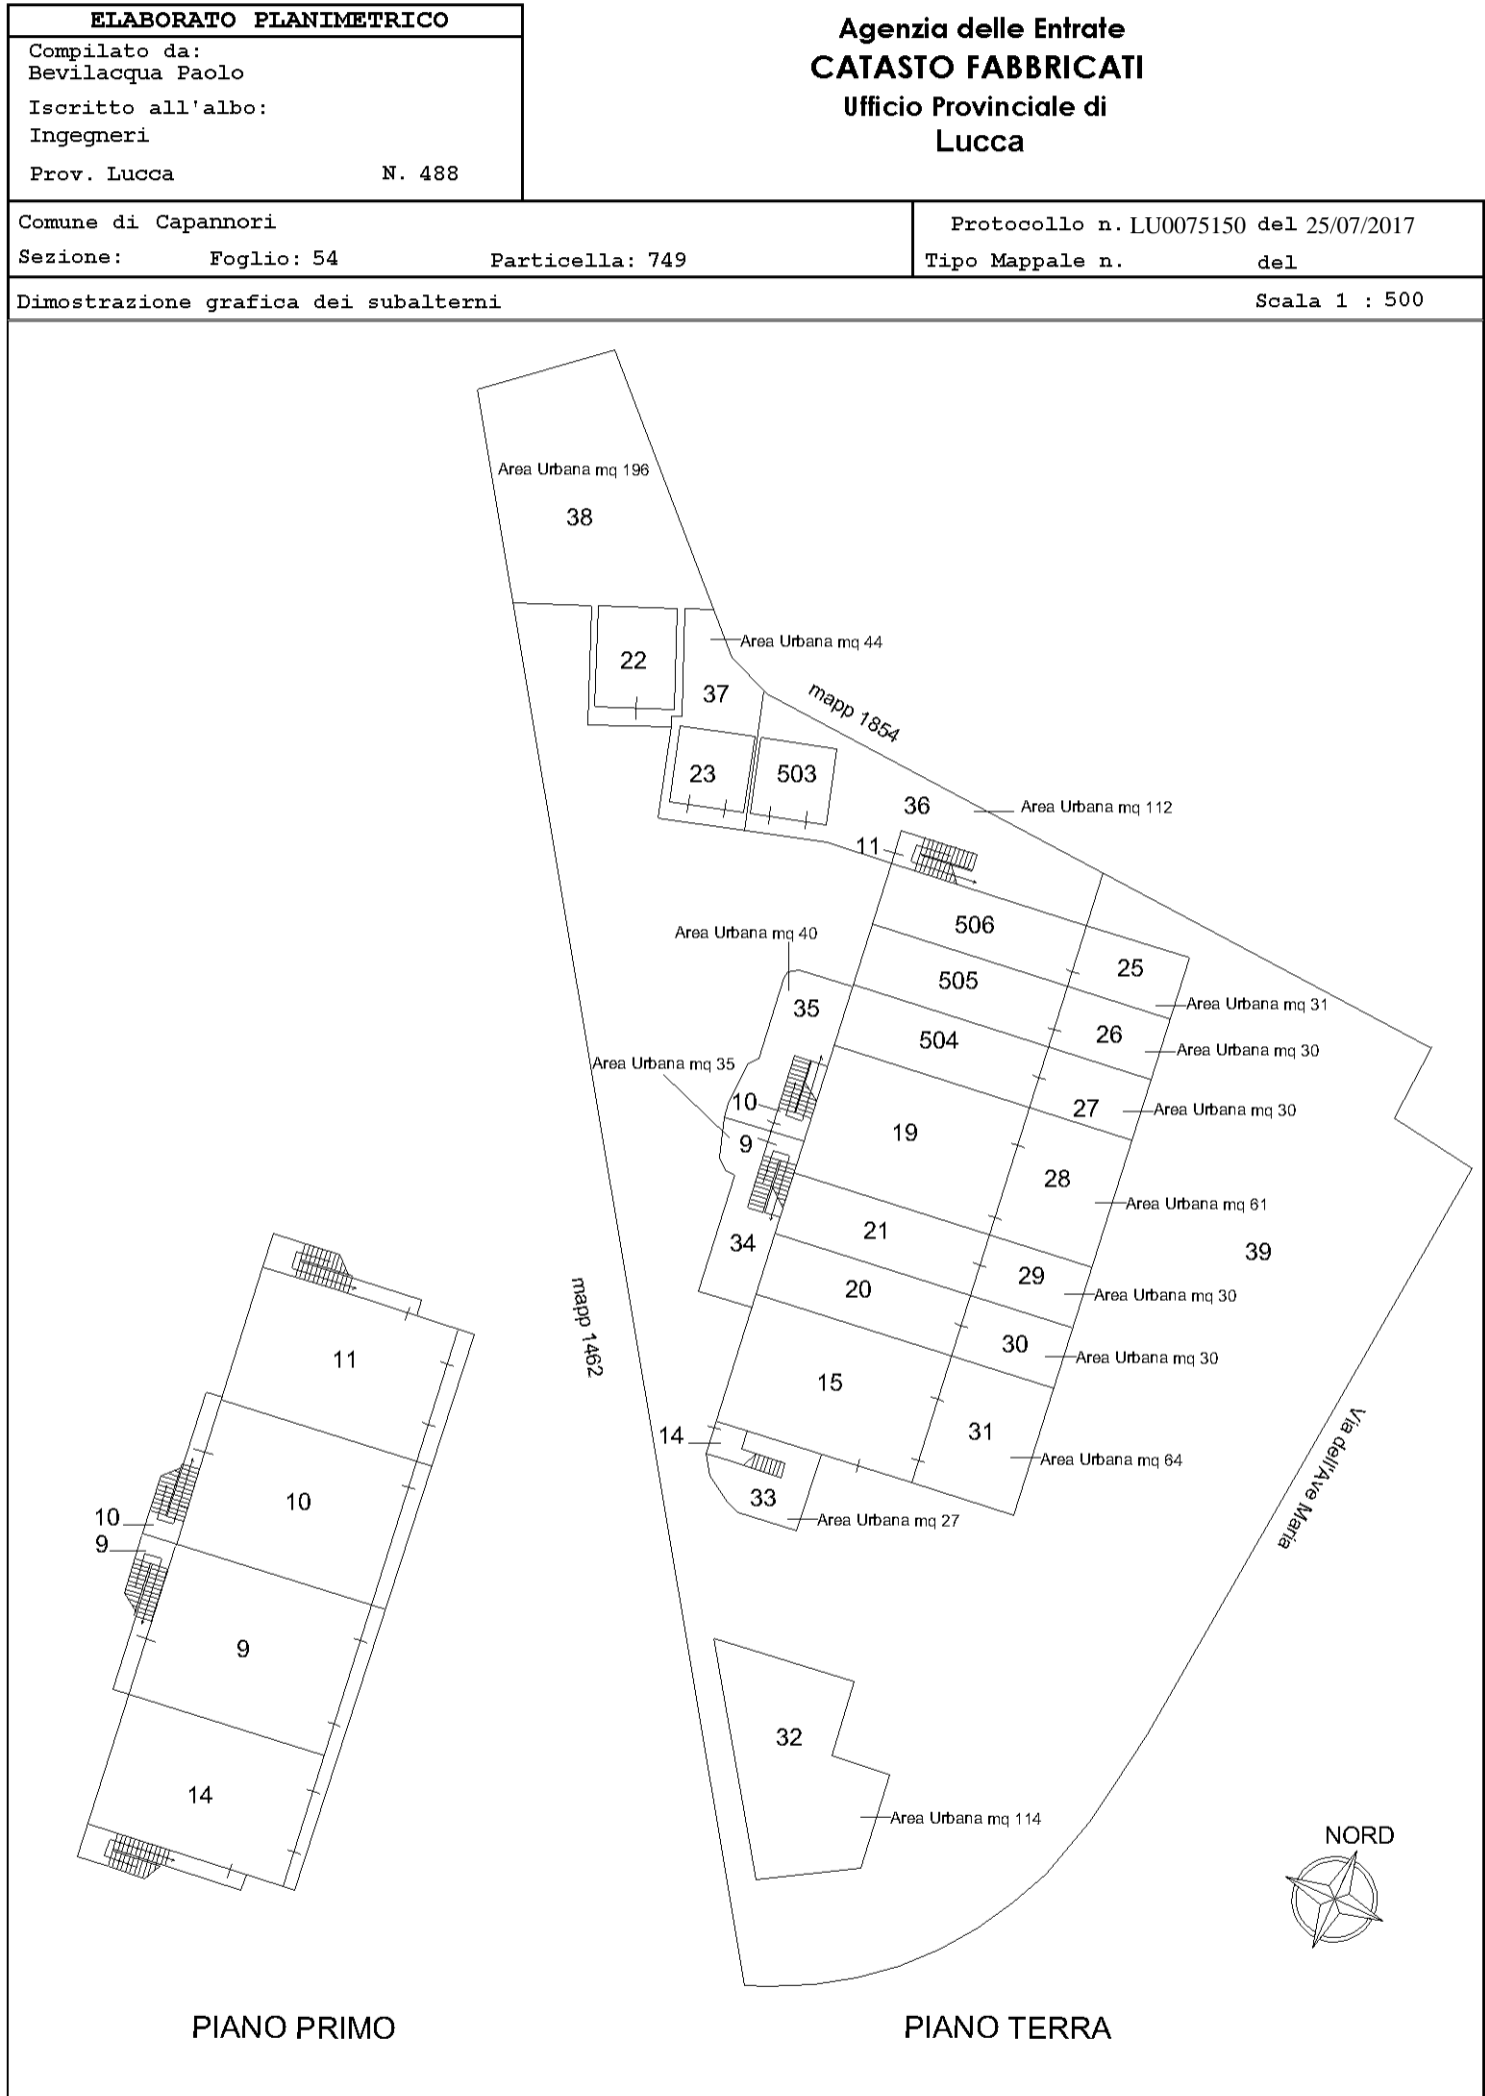 ELABORATO PLANIMETRICO
Compilato da:
Bevilacqua Paolo
Iscritto all'albo:
Ingegneri
Prov. Lucca N. 488
Agenzia delle Entrate
CATASTO FABBRICATI
Ufficio Provinciale di
Lucca
Comune di Capannori
Sezione: Foglio: 54 Particella: 749
Protocollo n. LU0075150 del 25/07/2017
Tipo Mappale n. del
Dimostrazione grafica dei subalterni Scala 1 : 500
Area Urbana mq 196
38
Area Urbana mq 44
22
37
mapp 1854
23
503
36
Area Urbana mq 112
11
506
Area Urbana mq 40
25
505
35
Area Urbana mq 31
26
504
Area Urbana mq 30
Area Urbana mq 35
10
27
Area Urbana mq 30
19
9
28
Area Urbana mq 61
21
34
39
29
20
Area Urbana mq 30
mapp 1462
30
Area Urbana mq 30
15
31
14
Area Urbana mq 64
Via dell'Ave Maria
33
Area Urbana mq 27
11
10
10
9
9
14
32
Area Urbana mq 114
NORD
PIANO PRIMO
PIANO TERRA